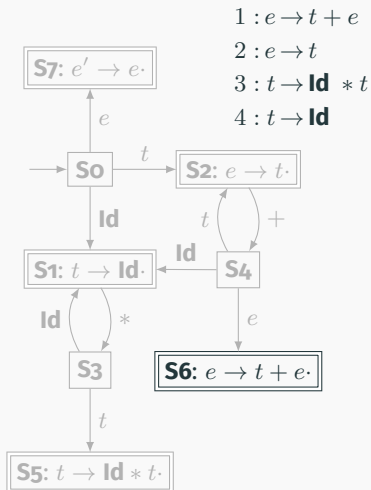 1 : e → t + e
2 : e → t
3 : t → Id * t
4 : t → Id
S7: e′ → e·
e
S0
t
S2: e → t·
Id
t
+
S1: t → Id·
Id
S4
Id
*
e
S3
S6: e → t + e·
t
S5: t → Id * t·